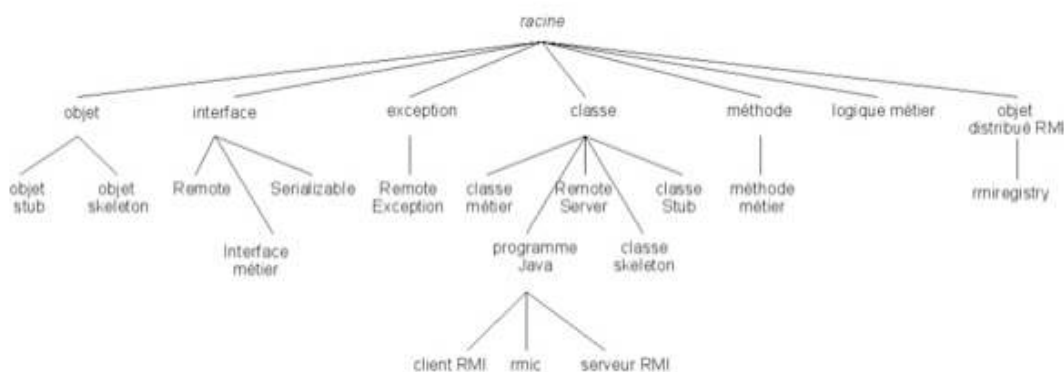 racine
objet interface exception classe méthode logique métier objet
distribué RMI
objet objet Remote Serializable Remote classe Remote classe méthode rmiregistry
stub skeleton Exception métier Server Stub métier
Interface programme classe
métier Java skeleton
client RMI rmic serveur RMI